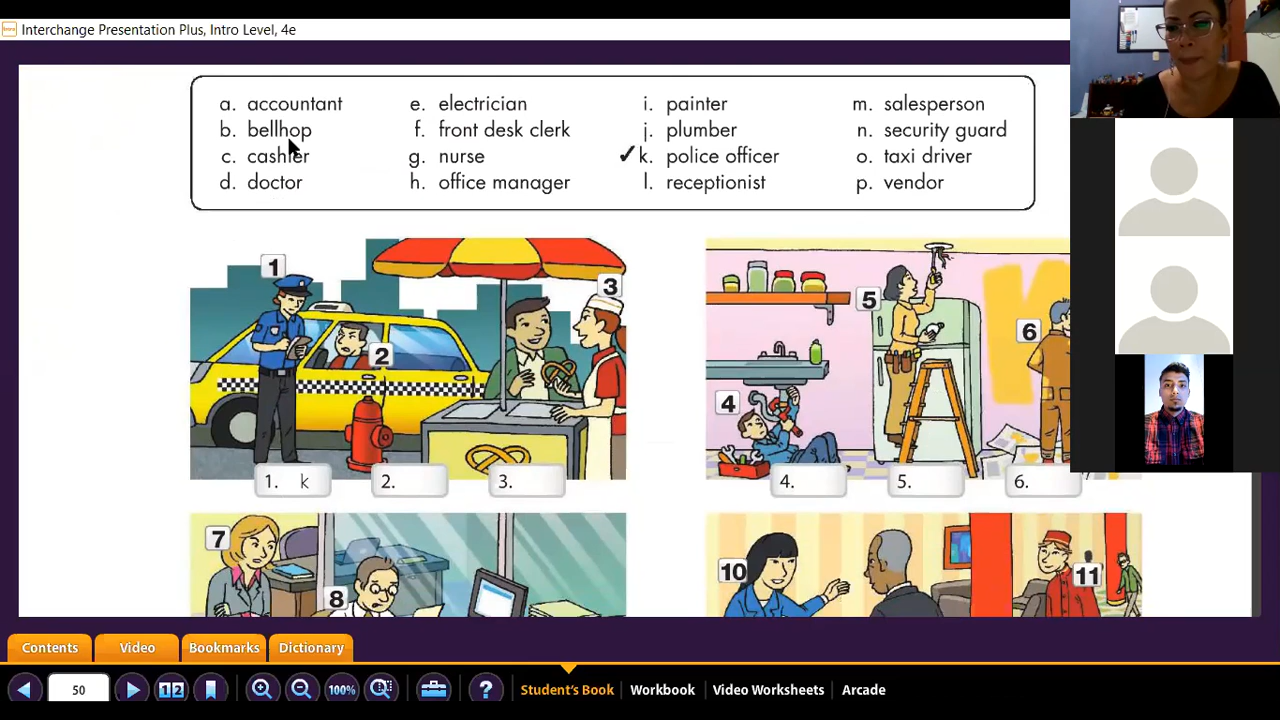 Interchange Presentation Plus, Intro Level, 4e
a. accountant
b. bellhop
c. cashier
d. doctor
e. electrician
f. front desk clerk
g. nurse
h. office manager
i. painter
j. plumber
✓ k. police officer
l. receptionist
m. salesperson
n. security guard
o. taxi driver
p. vendor
1
2
3
1. k
2.
3.
4
5
6
4.
5.
6.
7
8
10
11
Contents Video Bookmarks Dictionary
50 1 2 100% ? Student's Book Workbook Video Worksheets Arcade